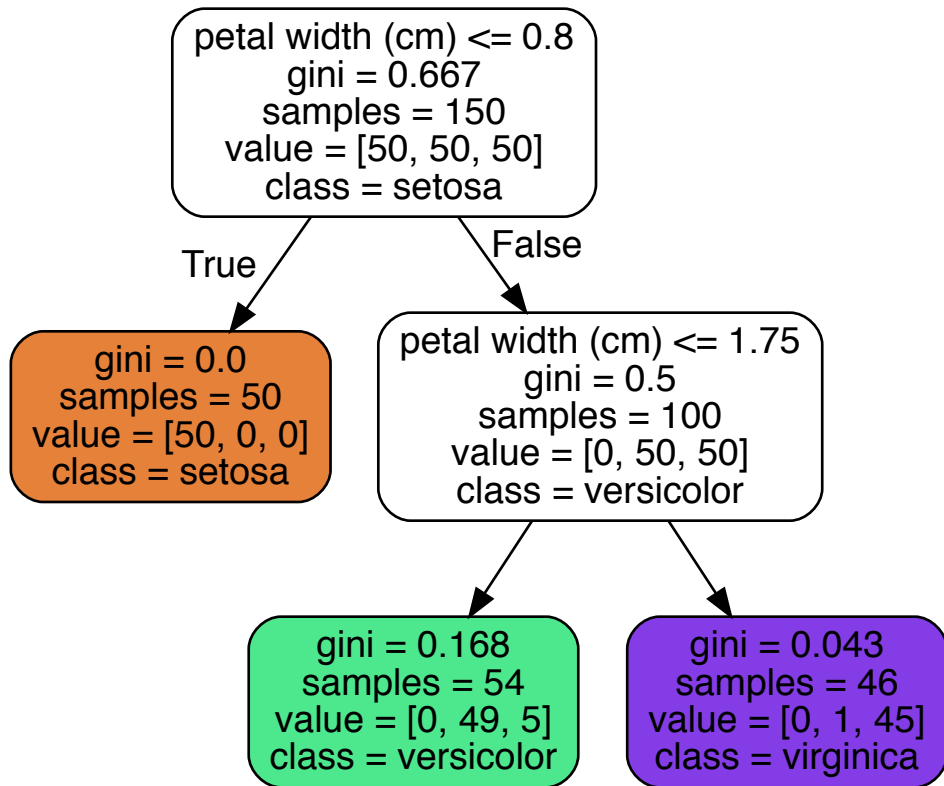 petal width (cm) <= 0.8
gini = 0.667
samples = 150
value = [50, 50, 50]
class = setosa
True
False
gini = 0.0
samples = 50
value = [50, 0, 0]
class = setosa
petal width (cm) <= 1.75
gini = 0.5
samples = 100
value = [0, 50, 50]
class = versicolor
gini = 0.168
samples = 54
value = [0, 49, 5]
class = versicolor
gini = 0.043
samples = 46
value = [0, 1, 45]
class = virginica